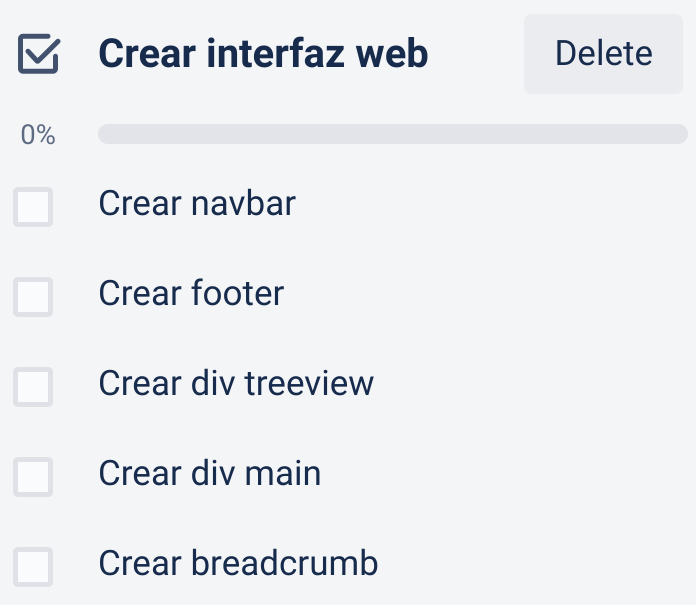 Crear interfaz web
Delete
0%
Crear navbar
Crear footer
Crear div treeview
Crear div main
Crear breadcrumb